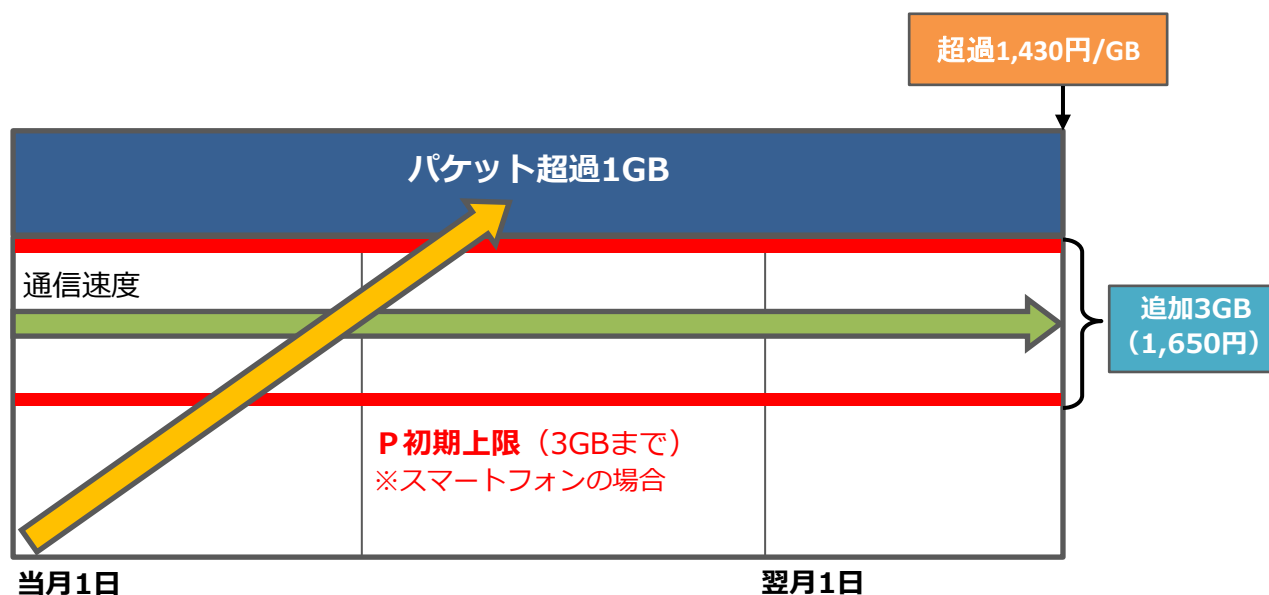 超過1,430円/GB
パケット超過1GB
通信速度
追加3GB
（1,650円）
Ｐ初期上限（3GBまで）
※スマートフォンの場合
当月1日
翌月1日